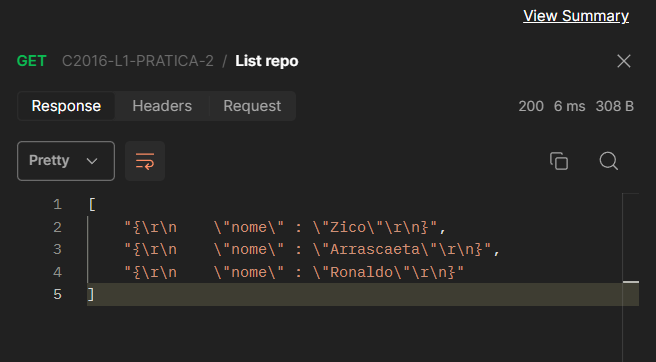 View Summary
GET C2016-L1-PRATICA-2 / List repo
Response Headers Request 200 6 ms 308 B
Pretty
1 [
2 "{\r\n    \"nome\" : \"Zico\"\r\n}",
3 "{\r\n    \"nome\" : \"Arrascaeta\"\r\n}",
4 "{\r\n    \"nome\" : \"Ronaldo\"\r\n}"
5 ]